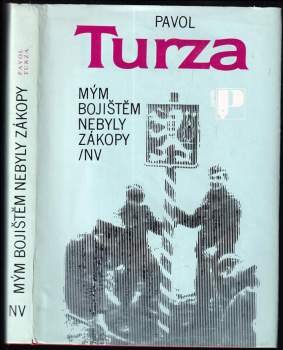 PAVOL
Turza
MÝM
BOJIŠTĚM
NEBYLY
ZÁKOPY
/NV
P
PAVOL
TURZA
MÝM BOJIŠTĚM NEBYLY ZÁKOPY
NV